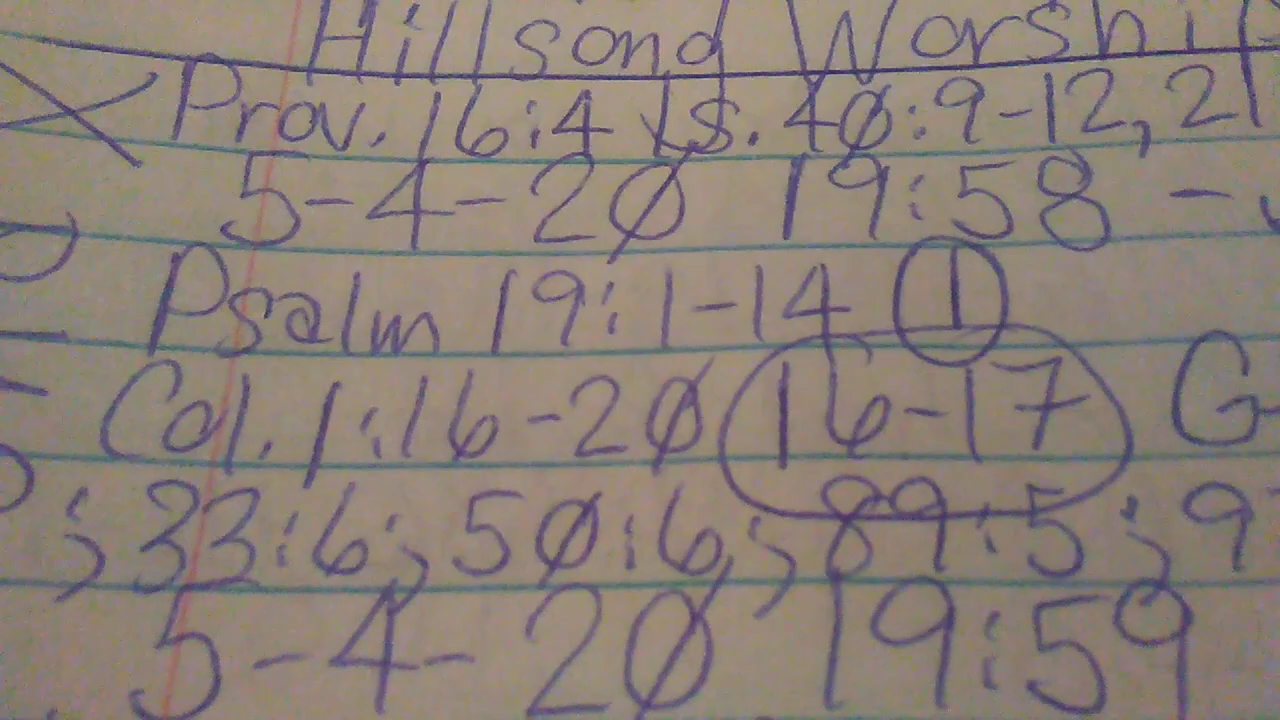 Hillsond Worship
Prov. 16:4 Is. 40:9-12, 21
5-4-20 19:58 -
Psalm 19:1-14 1
Col. 1:16-20 16-17 G
; 33:6; 50:6; 89:5; 9
5-4-20 19:59